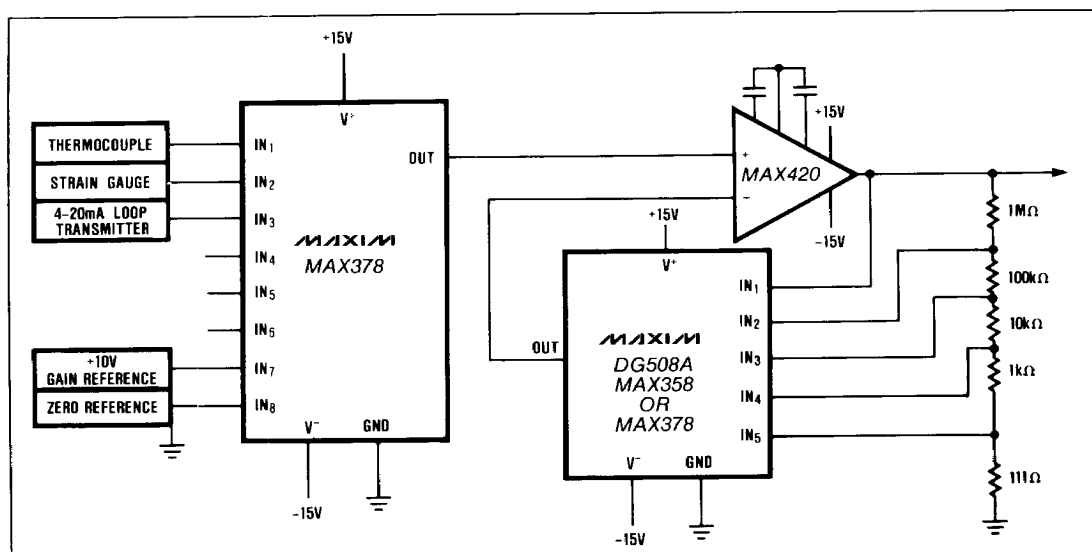 +15V
V+
THERMOCOUPLE
STRAIN GAUGE
4-20mA LOOP
TRANSMITTER
IN1
IN2
IN3
IN4
IN5
IN6
+10V
GAIN REFERENCE
ZERO REFERENCE
IN7
IN8
OUT
MAXIM
MAX378
V-
GND
-15V
+
-
MAX420
+15V
-15V
+15V
V+
IN1
IN2
IN3
IN4
IN5
OUT
MAXIM
DG508A
MAX358
OR
MAX378
V-
GND
-15V
1MΩ
100kΩ
10kΩ
1kΩ
111Ω